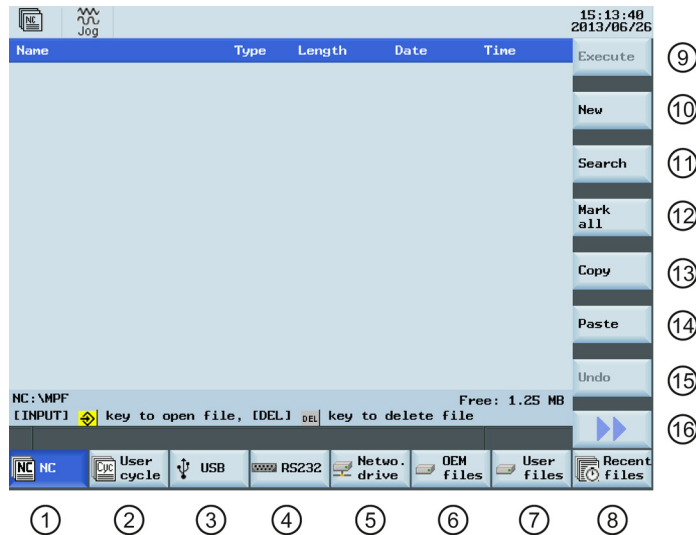 NC
Jog
15:13:40
2013/06/26
Name Type Length Date Time
Execute
⑨
New
⑩
Search
⑪
Mark
all
⑫
Copy
⑬
Paste
⑭
Undo
⑮
⑯
NC:\MPF Free: 1.25 MB
[INPUT] key to open file, [DEL] DEL key to delete file
NC NC
Cyc User
cycle
USB
RS232
Netwo.
drive
OEM
files
User
files
Recent
files
① ② ③ ④ ⑤ ⑥ ⑦ ⑧